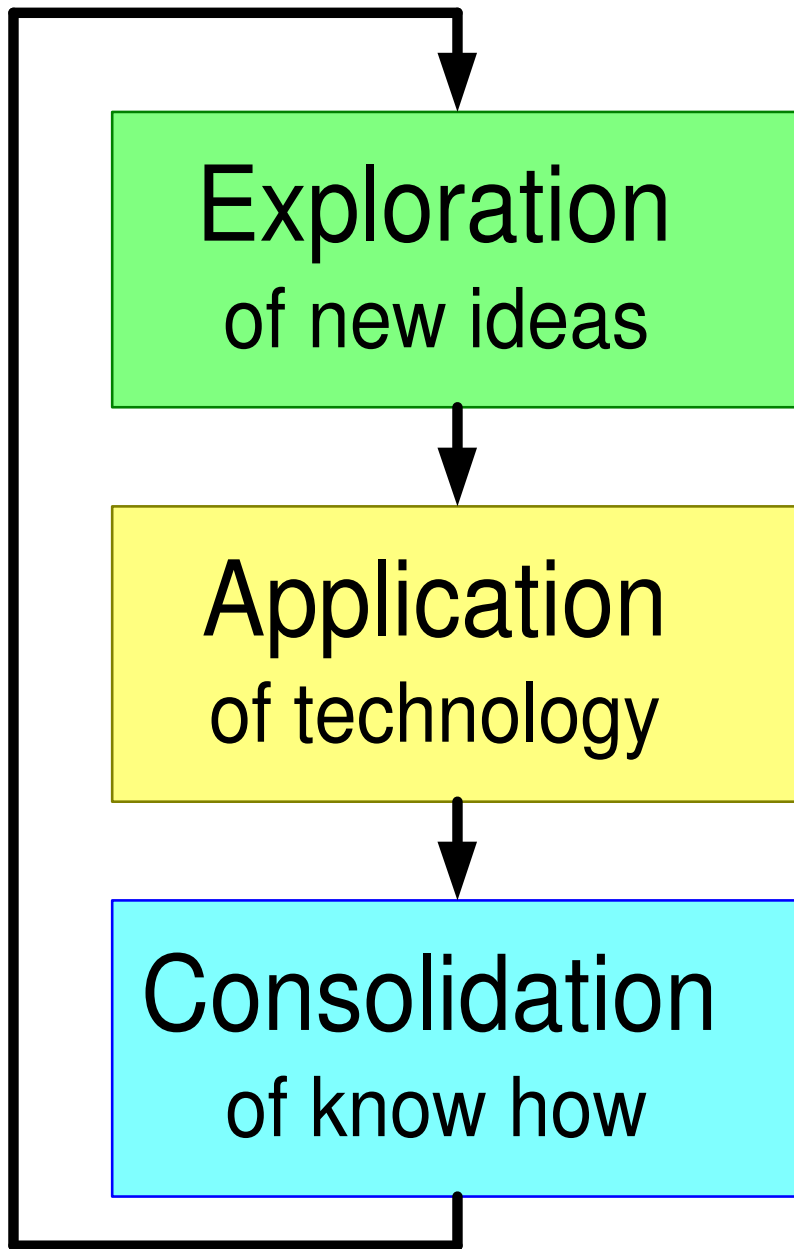 Exploration
of new ideas
Application
of technology
Consolidation
of know how